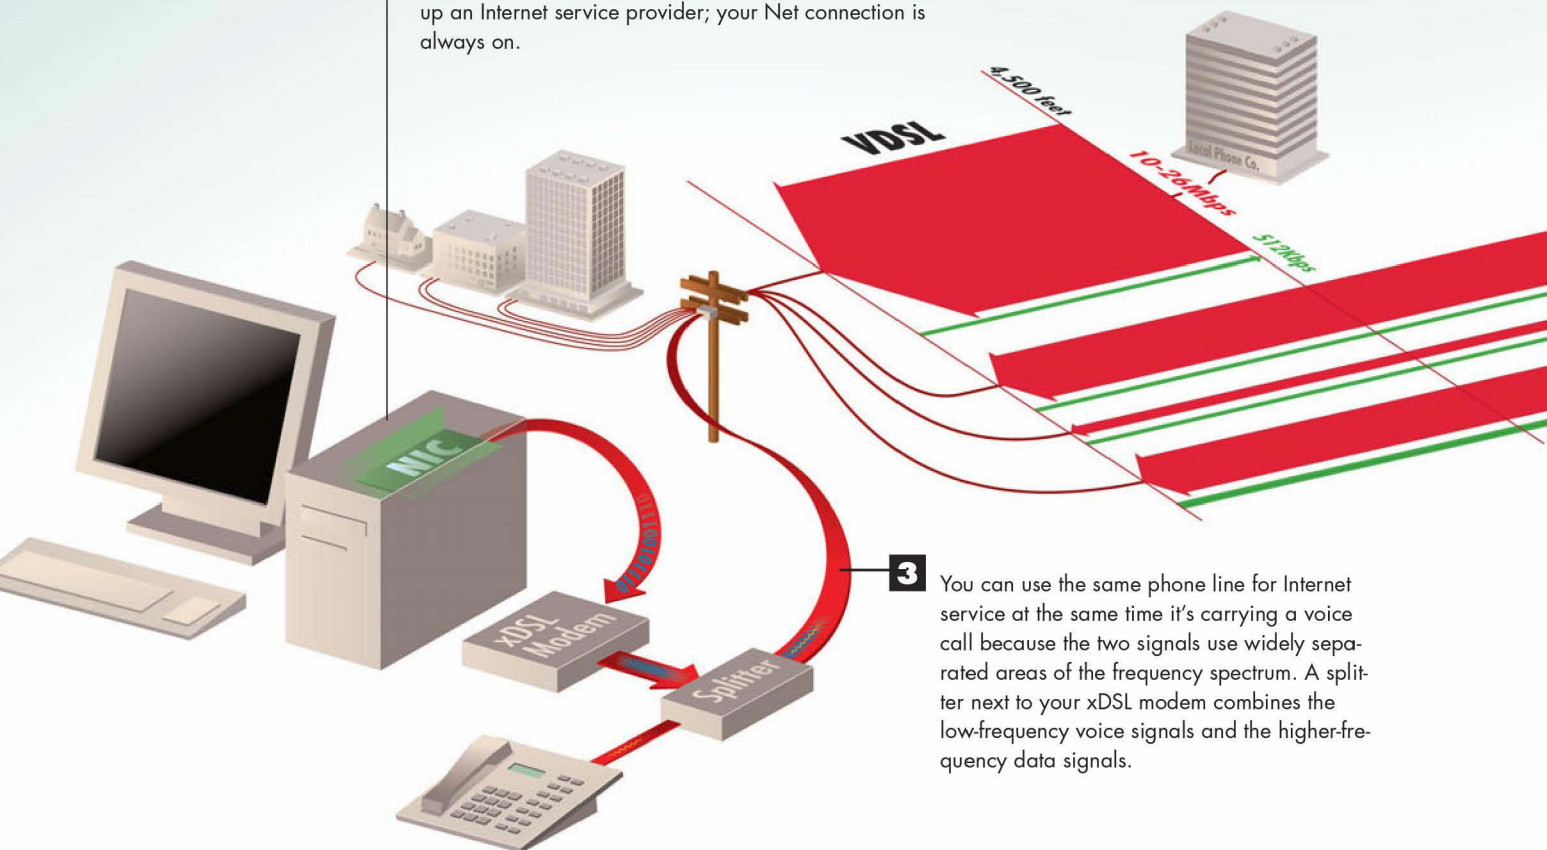 up an Internet service provider; your Net connection is
always on.
4,500 feet
VDSL
Local Phone Co.
10-26Mbps
512Kbps
NIC
011101001110
xDSL
Modem
Splitter
3
You can use the same phone line for Internet
service at the same time it’s carrying a voice
call because the two signals use widely sepa-
rated areas of the frequency spectrum. A split-
ter next to your xDSL modem combines the
low-frequency voice signals and the higher-fre-
quency data signals.